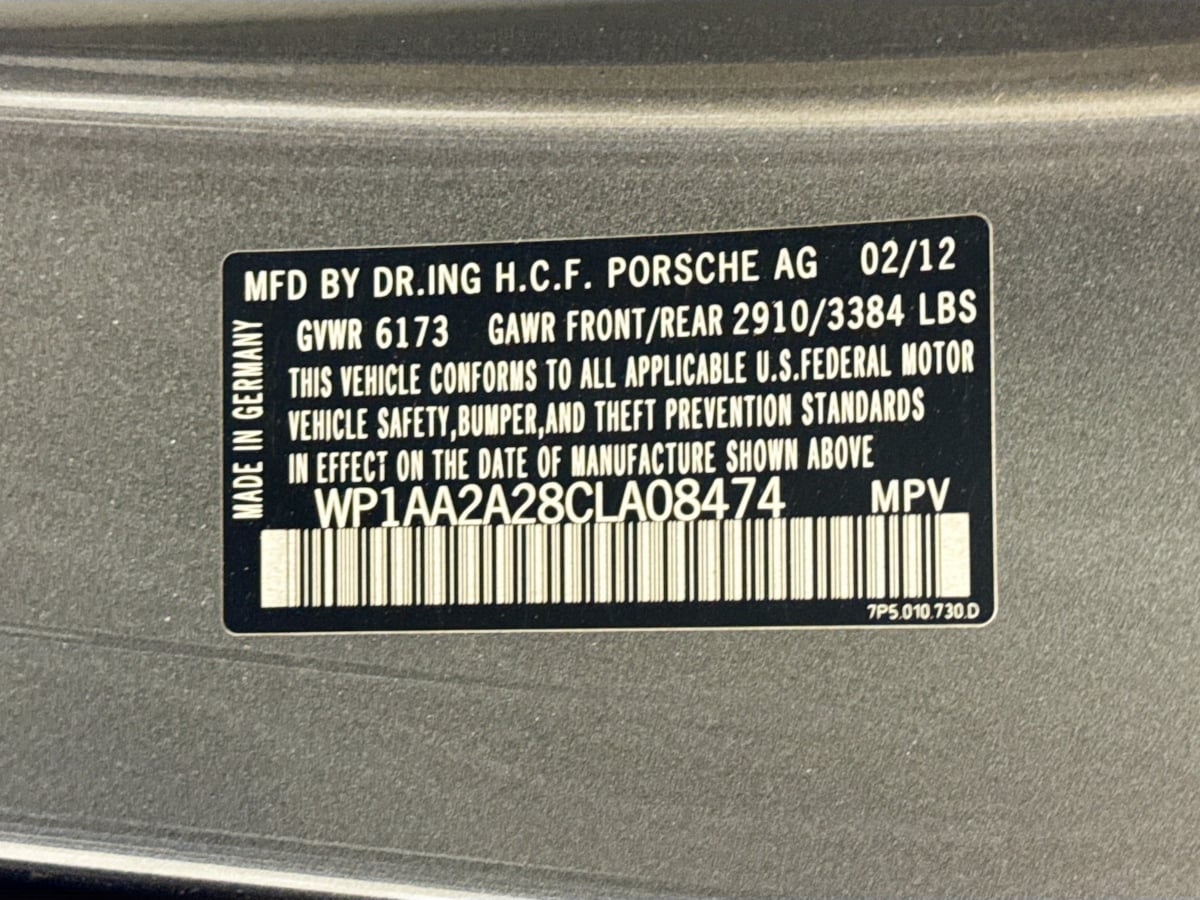 MFD BY DR.ING H.C.F. PORSCHE AG 02/12
GVWR 6173 GAWR FRONT/REAR 2910/3384 LBS
THIS VEHICLE CONFORMS TO ALL APPLICABLE U.S.FEDERAL MOTOR
VEHICLE SAFETY,BUMPER,AND THEFT PREVENTION STANDARDS
IN EFFECT ON THE DATE OF MANUFACTURE SHOWN ABOVE
WP1AA2A28CLA08474 MPV
7P5.010.730.D
MADE IN GERMANY